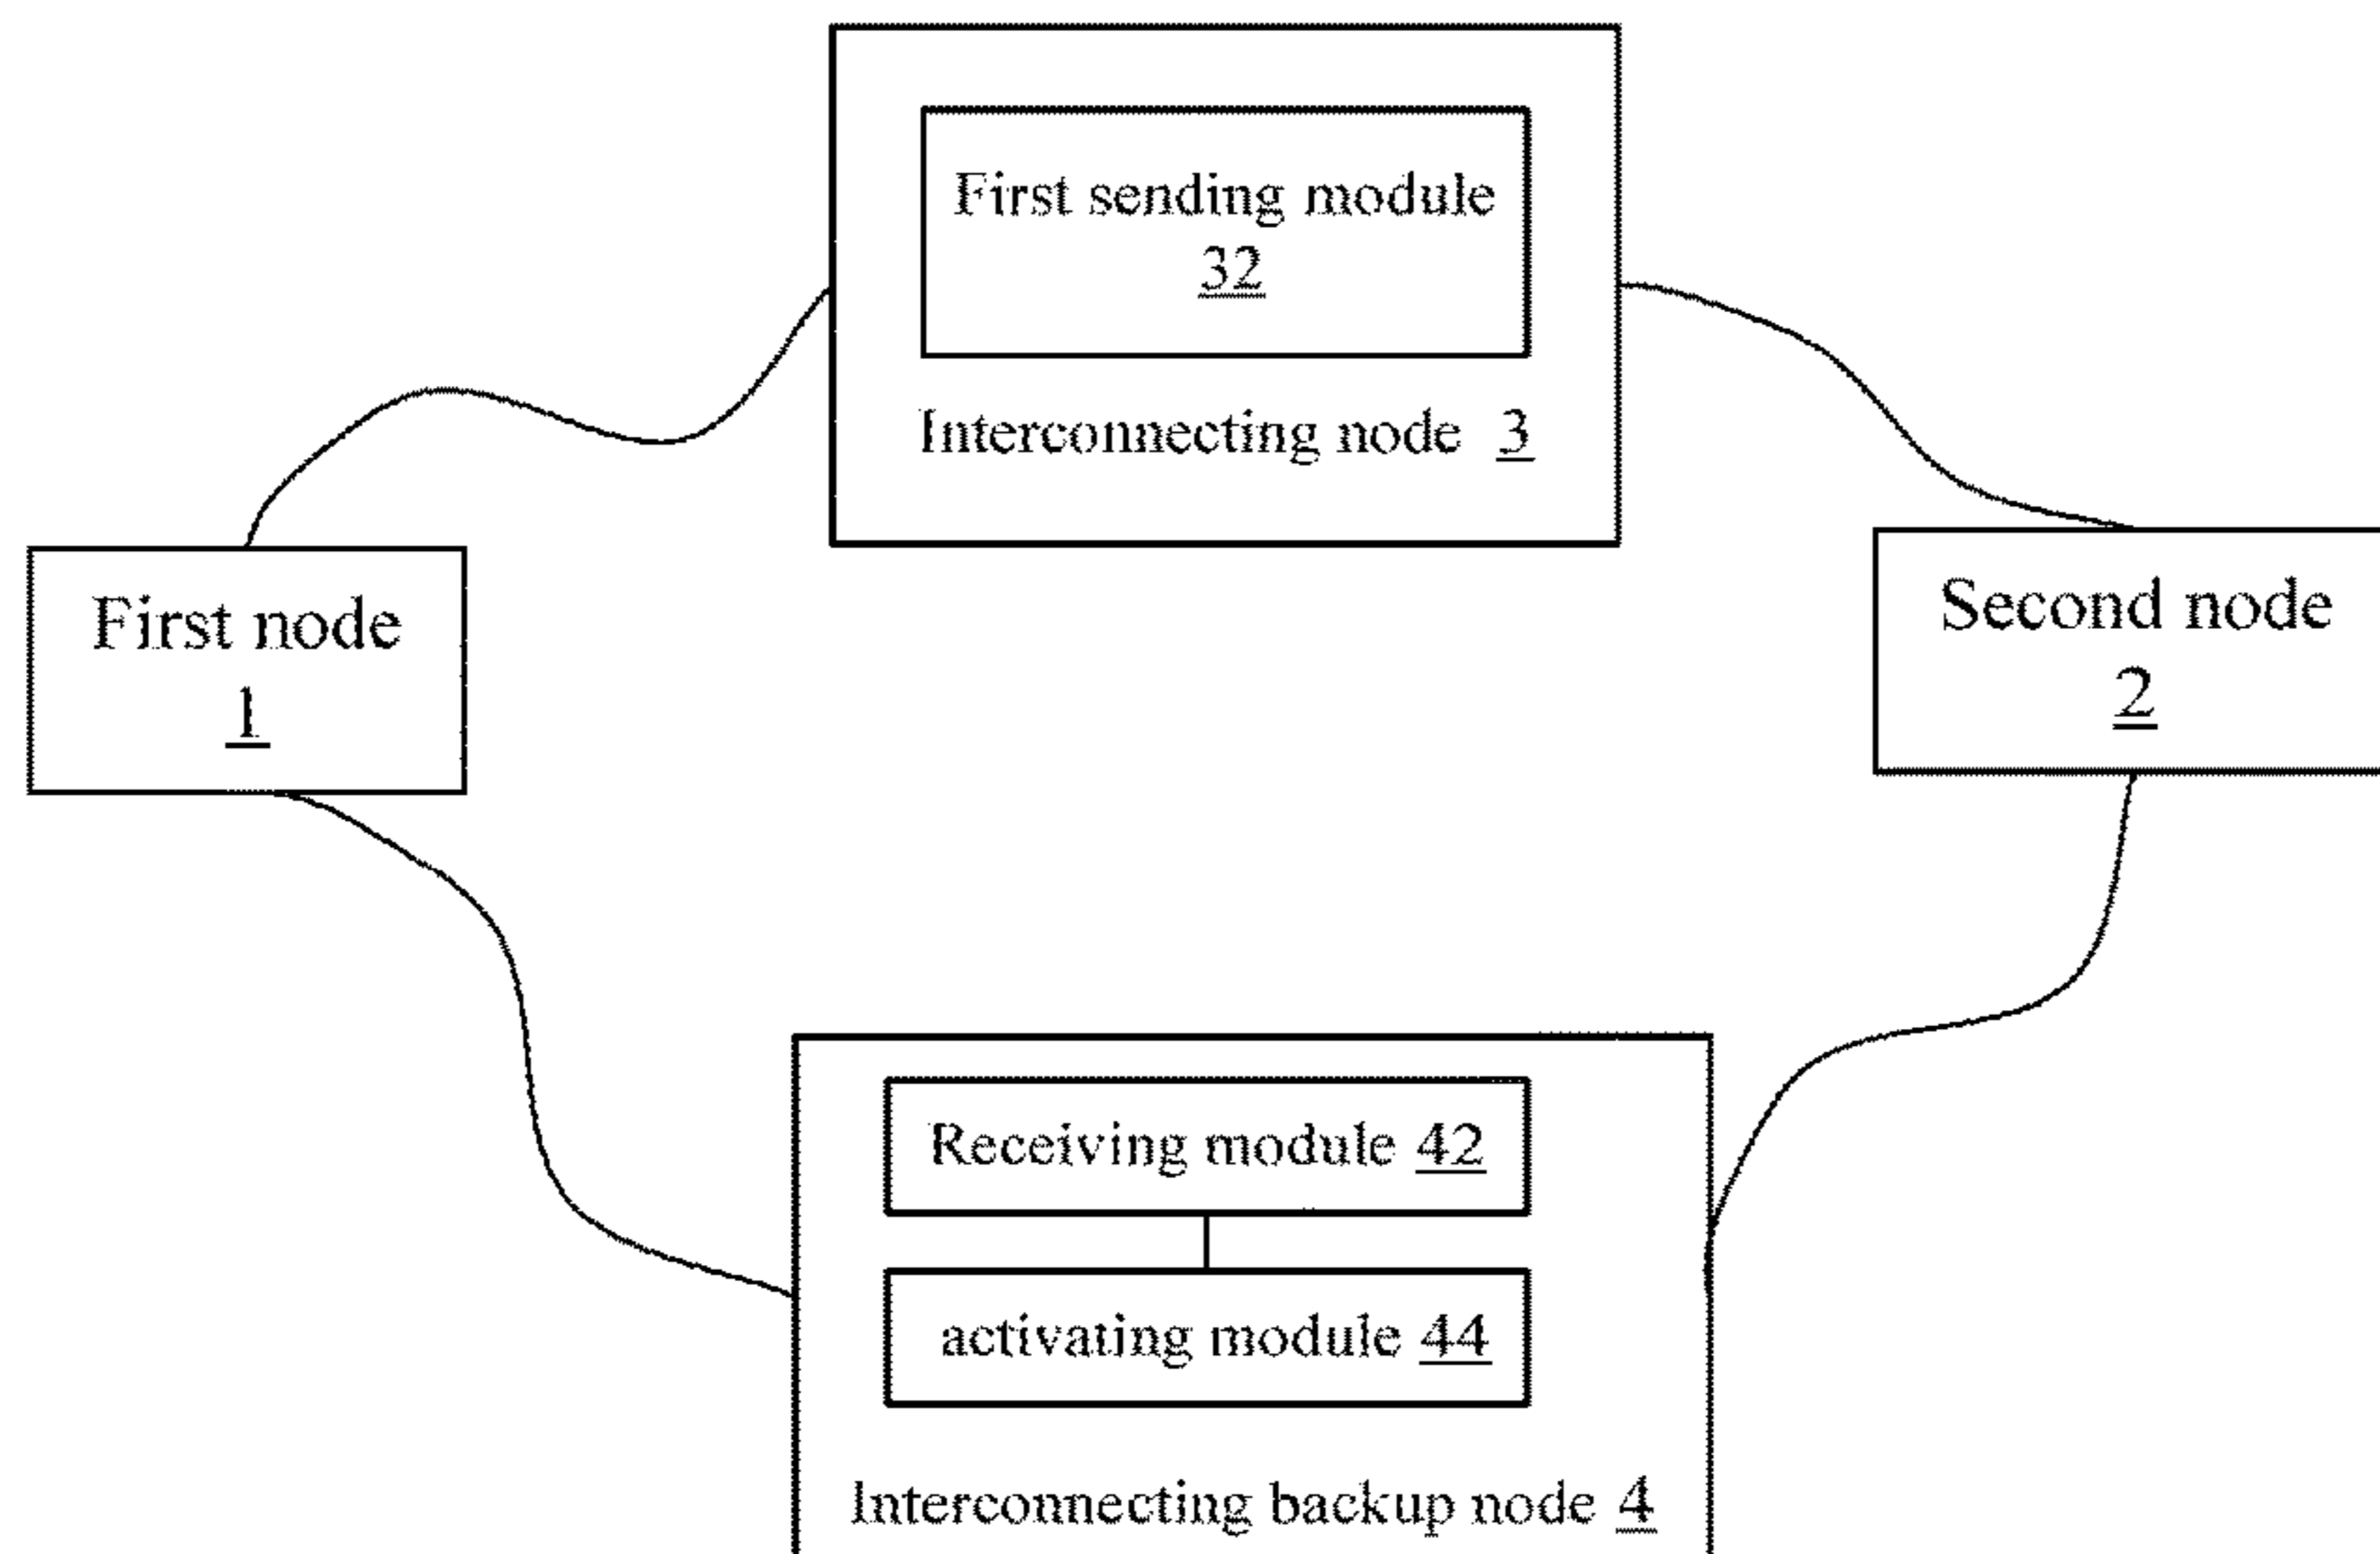 First sending module
32
Interconnecting node 3
First node
1
Second node
2
Receiving module 42
activating module 44
Interconnecting backup node 4